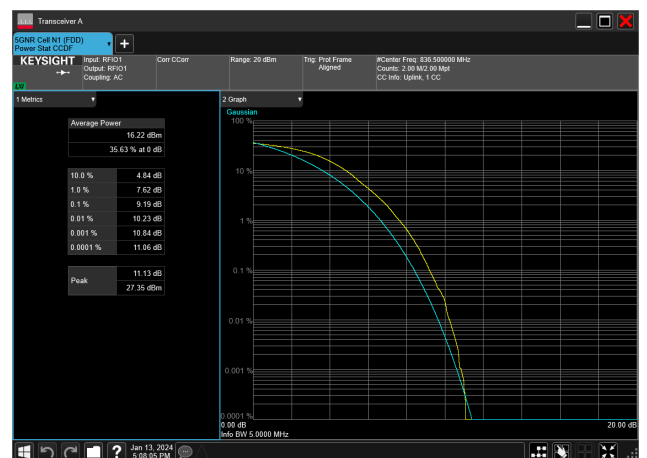 Transceiver A
5GNR Cell N1 (FDD)
Power Stat CCDF
KEYSIGHT
LV
Input: RFIO1
Output: RFIO1
Coupling: AC
Corr CCorr
Range: 20 dBm
Trig: Prot Frame
Aligned
#Center Freq: 836.500000 MHz
Counts: 2.00 M/2.00 Mpt
CC Info: Uplink, 1 CC
1 Metrics
Average Power
16.22 dBm
35.63 % at 0 dB
10.0 % 4.84 dB
1.0 % 7.62 dB
0.1 % 9.19 dB
0.01 % 10.23 dB
0.001 % 10.84 dB
0.0001 % 11.06 dB
Peak 11.13 dB
27.35 dBm
2 Graph
Gaussian
100 %
10 %
1 %
0.1 %
0.01 %
0.001 %
0.0001 %
0.00 dB 20.00 dB
Info BW 5.0000 MHz
Jan 13, 2024
5:08:05 PM